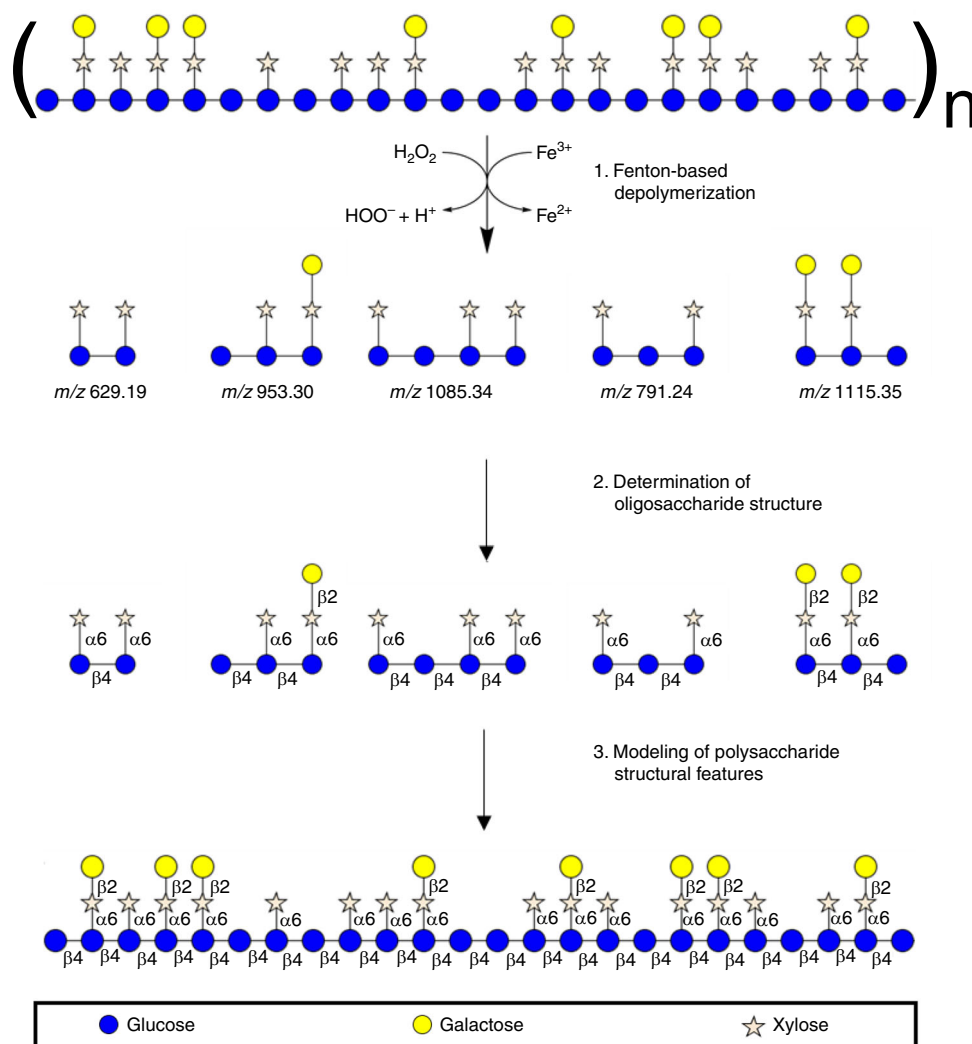 ( ) n
H₂O₂ Fe³⁺
1. Fenton-based
depolymerization
HOO⁻ + H⁺ Fe²⁺
m/z 629.19 m/z 953.30 m/z 1085.34 m/z 791.24 m/z 1115.35
2. Determination of
oligosaccharide structure
β2 β2 β2
α6 α6 α6 α6 α6 α6 α6 α6 α6 α6 α6
β4 β4 β4 β4 β4 β4 β4 β4 β4 β4
3. Modeling of polysaccharide
structural features
β2 β2 β2 β2 β2 β2 β2 β2
α6 α6 α6 α6 α6 α6 α6 α6 α6 α6 α6 α6 α6 α6 α6 α6
β4 β4 β4 β4 β4 β4 β4 β4 β4 β4 β4 β4 β4 β4 β4 β4 β4 β4 β4 β4 β4 β4 β4
Glucose Galactose Xylose